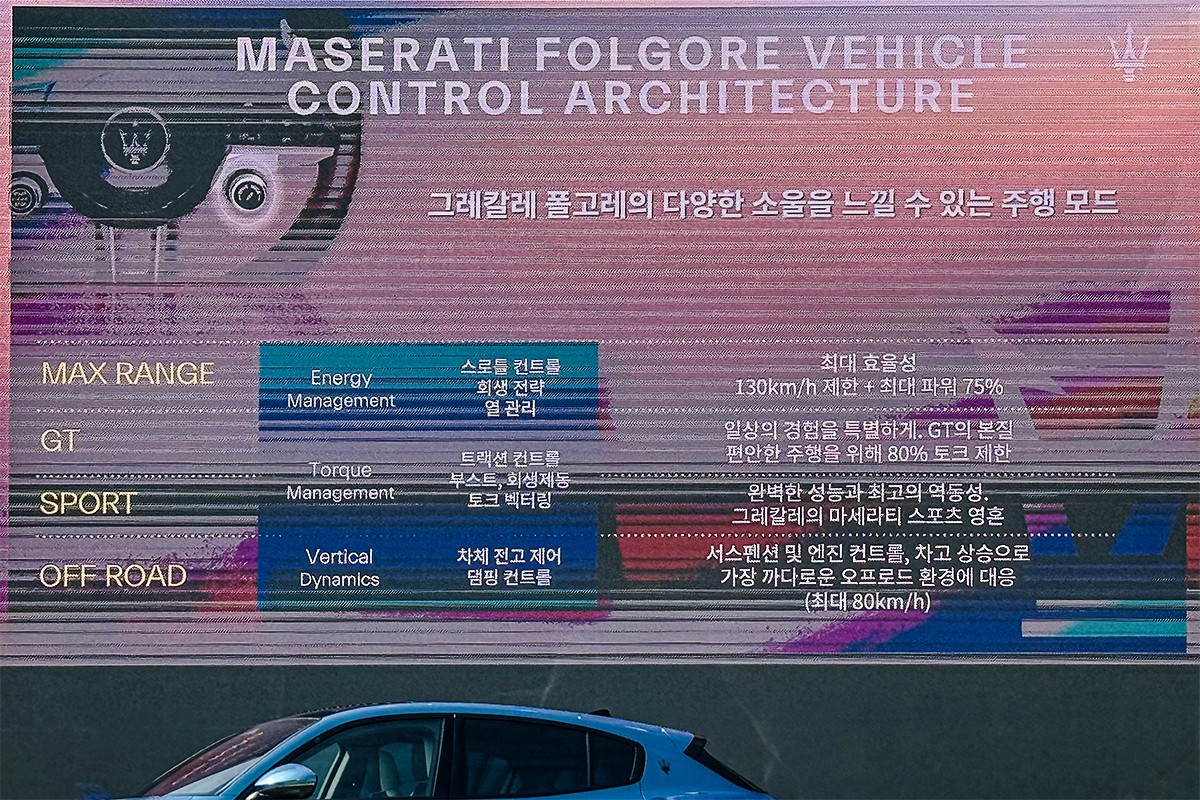 MASERATI FOLGORE VEHICLE
CONTROL ARCHITECTURE
그레칼레 폴고레의 다양한 소울을 느낄 수 있는 주행 모드
MAX RANGE
GT
SPORT
OFF ROAD
Energy
Management
스로틀 컨트롤
회생 전략
열 관리
Torque
Management
트랙션 컨트롤
부스트, 회생제동
토크 벡터링
Vertical
Dynamics
차체 전고 제어
댐핑 컨트롤
최대 효율성
130km/h 제한 + 최대 파워 75%
일상의 경험을 특별하게. GT의 본질
편안한 주행을 위해 80% 토크 제한
완벽한 성능과 최고의 역동성.
그레칼레의 마세라티 스포츠 영혼
서스펜션 및 엔진 컨트롤, 차고 상승으로
가장 까다로운 오프로드 환경에 대응
(최대 80km/h)